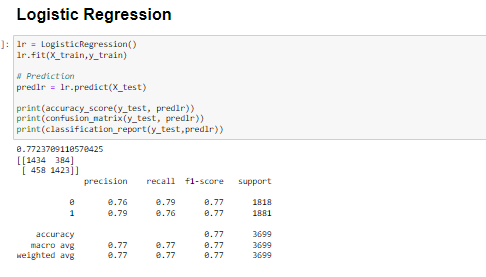 Logistic Regression
]: lr = LogisticRegression()
lr.fit(X_train,y_train)
# Prediction
predlr = lr.predict(X_test)
print(accuracy_score(y_test, predlr))
print(confusion_matrix(y_test, predlr))
print(classification_report(y_test,predlr))
0.7723709110570425
[[1434 384]
[ 458 1423]]
precision recall f1-score support
0 0.76 0.79 0.77 1818
1 0.79 0.76 0.77 1881
accuracy 0.77 3699
macro avg 0.77 0.77 0.77 3699
weighted avg 0.77 0.77 0.77 3699